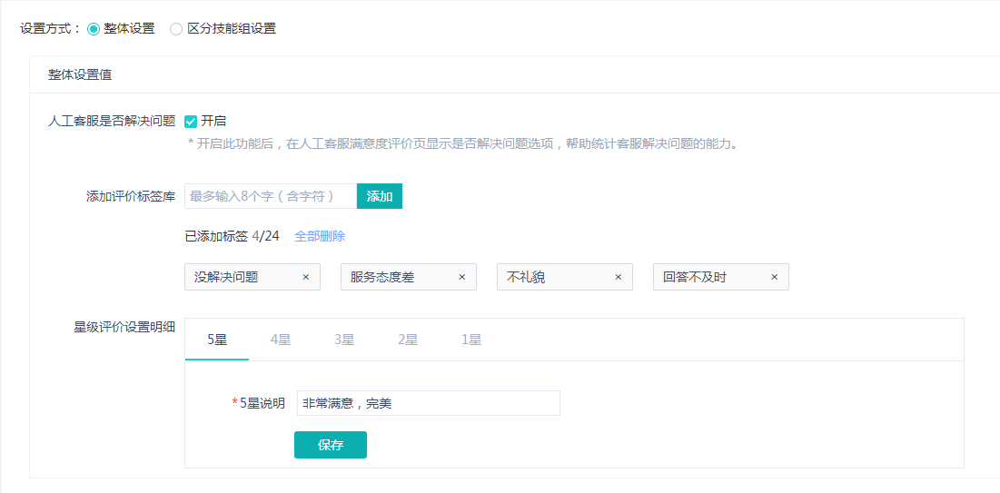 设置方式： 整体设置 区分技能组设置
整体设置值
人工客服是否解决问题 开启
* 开启此功能后，在人工客服满意度评价页显示是否解决问题选项，帮助统计客服解决问题的能力。
添加评价标签库 最多输入8个字（含字符） 添加
已添加标签 4/24 全部删除
没解决问题 × 服务态度差 × 不礼貌 × 回答不及时 ×
星级评价设置明细 5星 4星 3星 2星 1星
*5星说明 非常满意，完美
保存